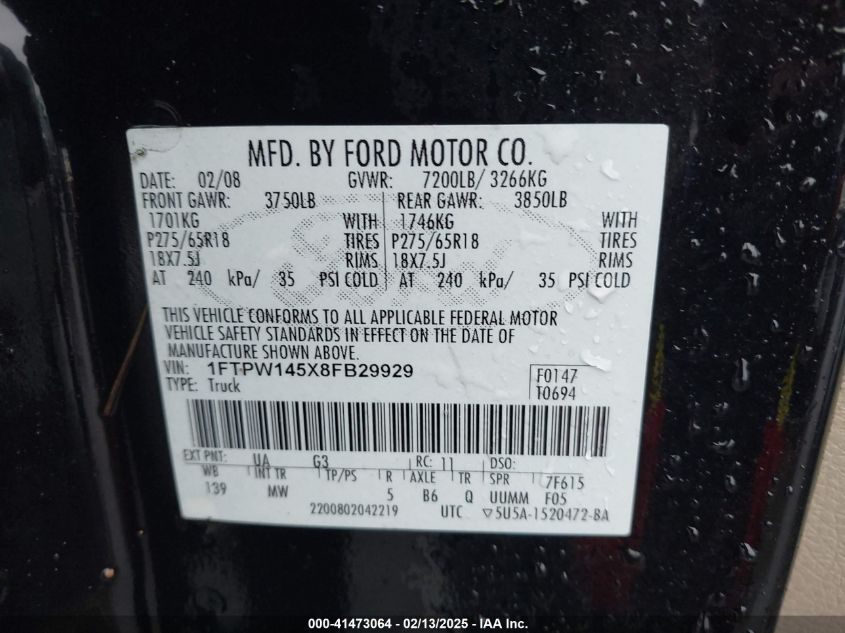 MFD. BY FORD MOTOR CO.
DATE: 02/08 GVWR: 7200LB/ 3266KG
FRONT GAWR: 3750LB REAR GAWR: 3850LB
1701KG WITH 1746KG WITH
P275/65R18 TIRES P275/65R18 TIRES
18X7.5J RIMS 18X7.5J RIMS
AT 240 kPa/ 35 PSI COLD AT 240 kPa/ 35 PSI COLD
THIS VEHICLE CONFORMS TO ALL APPLICABLE FEDERAL MOTOR
VEHICLE SAFETY STANDARDS IN EFFECT ON THE DATE OF
MANUFACTURE SHOWN ABOVE.
VIN: 1FTPW145X8FB29929 F0147
TYPE: Truck T0694
EXT PNT: UA G3 RC: 11 DSO:
WB INT TR TP/PS R AXLE TR SPR 7F615
139 MW 5 B6 Q UUMM F05
2200802042219 UTC ▽5U5A-1520472-BA
000-41473064 - 02/13/2025 - IAA Inc.